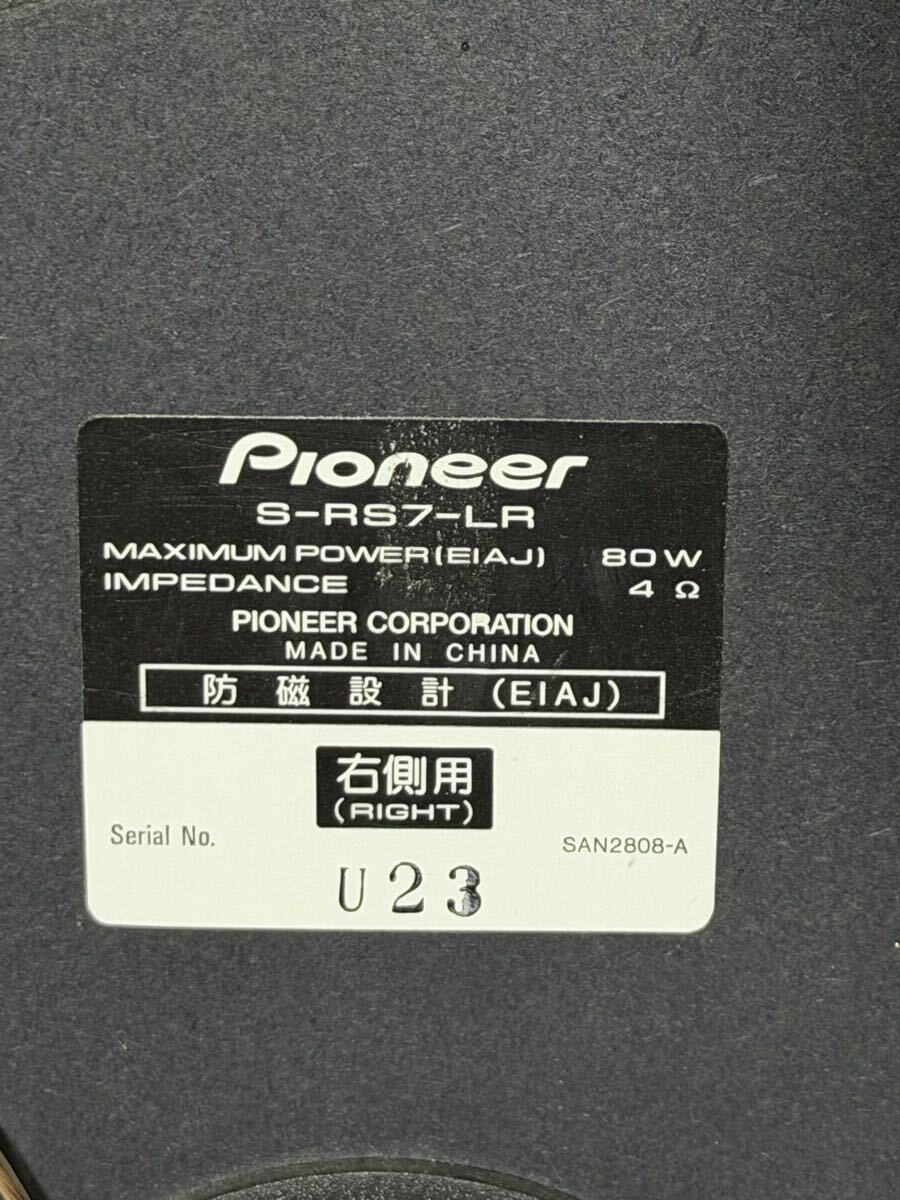 Pioneer
S-RS7-LR
MAXIMUM POWER(EIAJ) 80W
IMPEDANCE 4 Ω
PIONEER CORPORATION
MADE IN CHINA
防磁設計 (EIAJ)
右側用
(RIGHT)
Serial No. SAN2808-A
U23